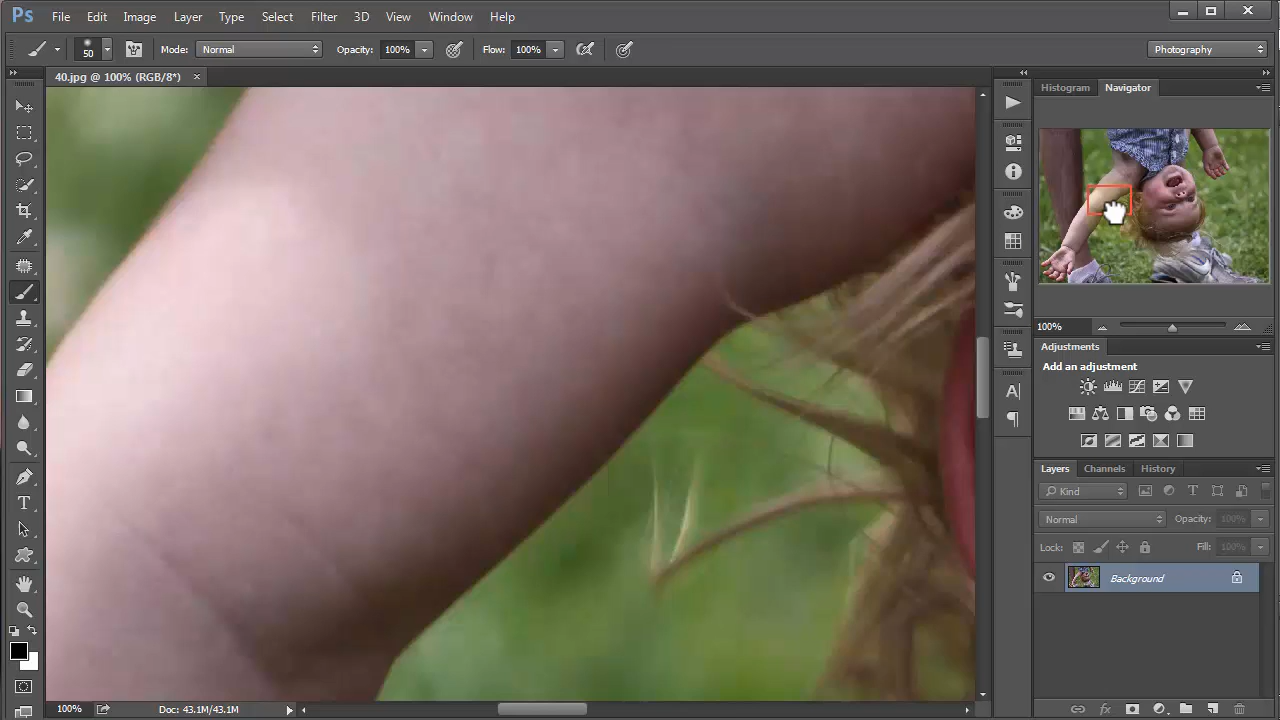 Ps File Edit Image Layer Type Select Filter 3D View Window Help
50 Mode: Normal Opacity: 100% Flow: 100% Photography
40.jpg @ 100% (RGB/8*) ×
Histogram Navigator
100%
Adjustments
Add an adjustment
Layers Channels History
Kind
Normal Opacity: 100%
Lock: Fill: 100%
Background
100% Doc: 43.1M/43.1M